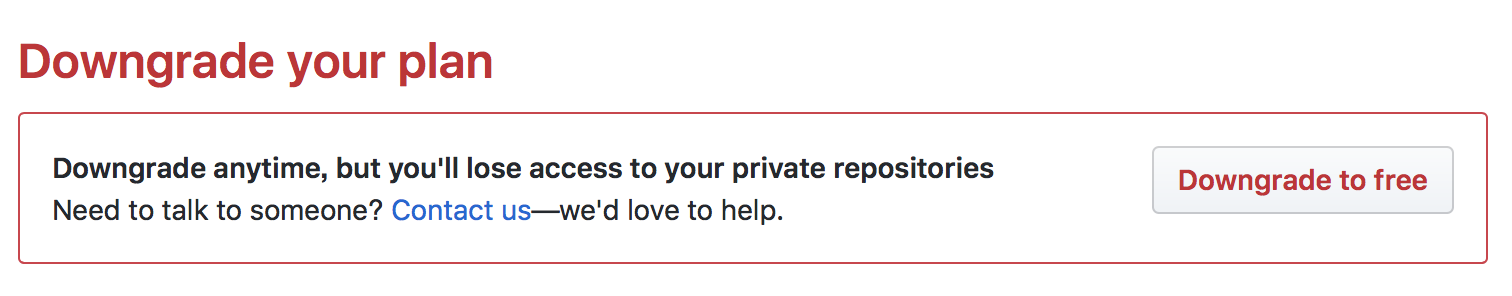 Downgrade your plan
Downgrade anytime, but you'll lose access to your private repositories
Need to talk to someone? Contact us—we'd love to help.
Downgrade to free